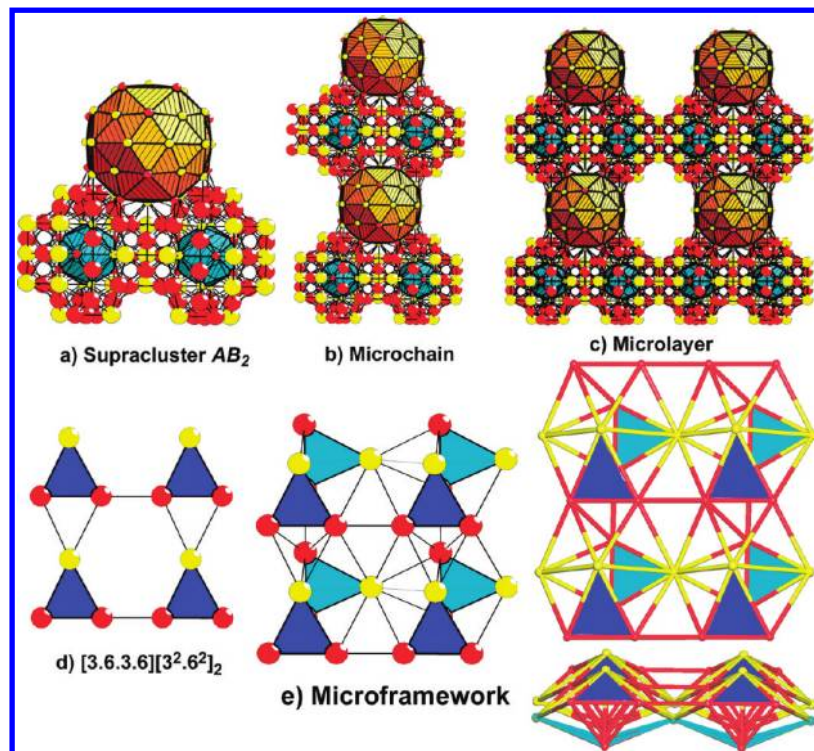 a) Supracluster AB₂
b) Microchain
c) Microlayer
d) [3.6.3.6][3².6²]₂
e) Microframework